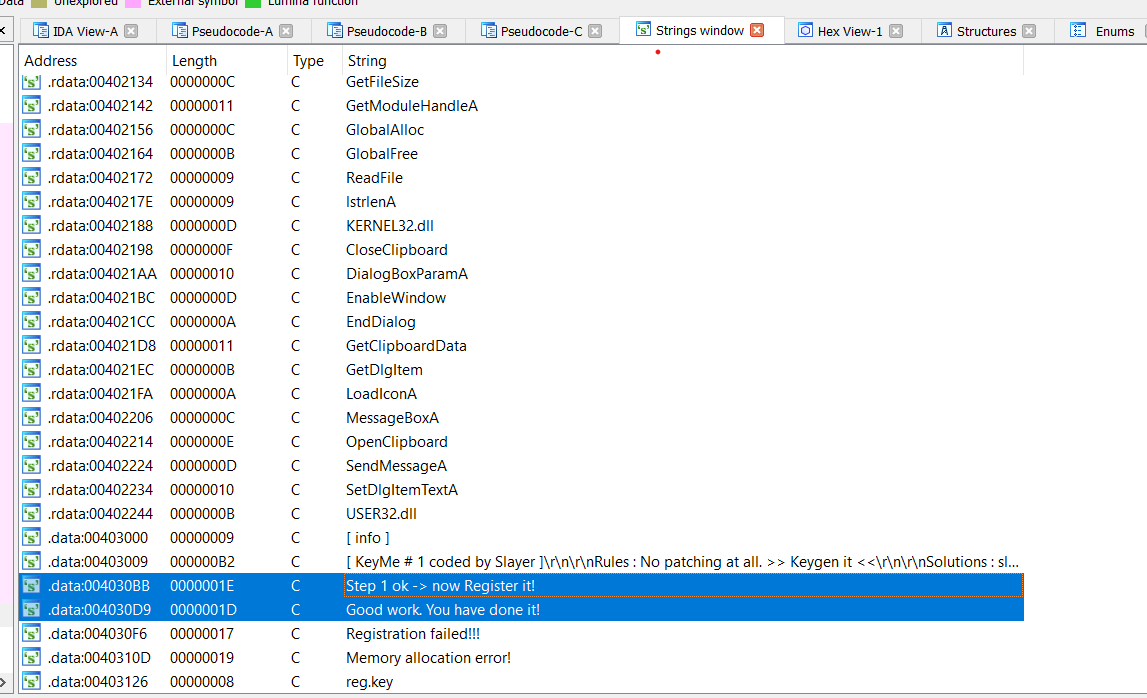 Data Unexplored External symbol Lumina function
IDA View-A Pseudocode-A Pseudocode-B Pseudocode-C Strings window Hex View-1 Structures Enums
Address Length Type String
.rdata:00402134 0000000C C GetFileSize
.rdata:00402142 00000011 C GetModuleHandleA
.rdata:00402156 0000000C C GlobalAlloc
.rdata:00402164 0000000B C GlobalFree
.rdata:00402172 00000009 C ReadFile
.rdata:0040217E 00000009 C lstrlenA
.rdata:00402188 0000000D C KERNEL32.dll
.rdata:00402198 0000000F C CloseClipboard
.rdata:004021AA 00000010 C DialogBoxParamA
.rdata:004021BC 0000000D C EnableWindow
.rdata:004021CC 0000000A C EndDialog
.rdata:004021D8 00000011 C GetClipboardData
.rdata:004021EC 0000000B C GetDlgItem
.rdata:004021FA 0000000A C LoadIconA
.rdata:00402206 0000000C C MessageBoxA
.rdata:00402214 0000000E C OpenClipboard
.rdata:00402224 0000000D C SendMessageA
.rdata:00402234 00000010 C SetDlgItemTextA
.rdata:00402244 0000000B C USER32.dll
.data:00403000 00000009 C [ info ]
.data:00403009 000000B2 C [ KeyMe # 1 coded by Slayer ]\r\n\r\nRules : No patching at all. >> Keygen it <<\r\n\r\nSolutions : sl...
.data:004030BB 0000001E C Step 1 ok -> now Register it!
.data:004030D9 0000001D C Good work. You have done it!
.data:004030F6 00000017 C Registration failed!!!
.data:0040310D 00000019 C Memory allocation error!
.data:00403126 00000008 C reg.key